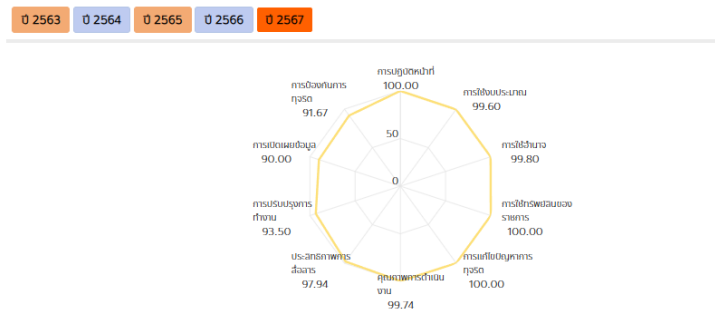 ปี 2563 ปี 2564 ปี 2565 ปี 2566 ปี 2567
การปฏิบัติหน้าที่
100.00
การใช้งบประมาณ
99.60
การใช้อำนาจ
99.80
การใช้ทรัพย์สินของ
ราชการ
100.00
การแก้ไขปัญหาการ
ทุจริต
100.00
คุณภาพการดำเนิน
งาน
99.74
ประสิทธิภาพการ
สื่อสาร
97.94
การปรับปรุงการ
ทำงาน
93.50
การเปิดเผยข้อมูล
90.00
การป้องกันการ
ทุจริต
91.67
50
0